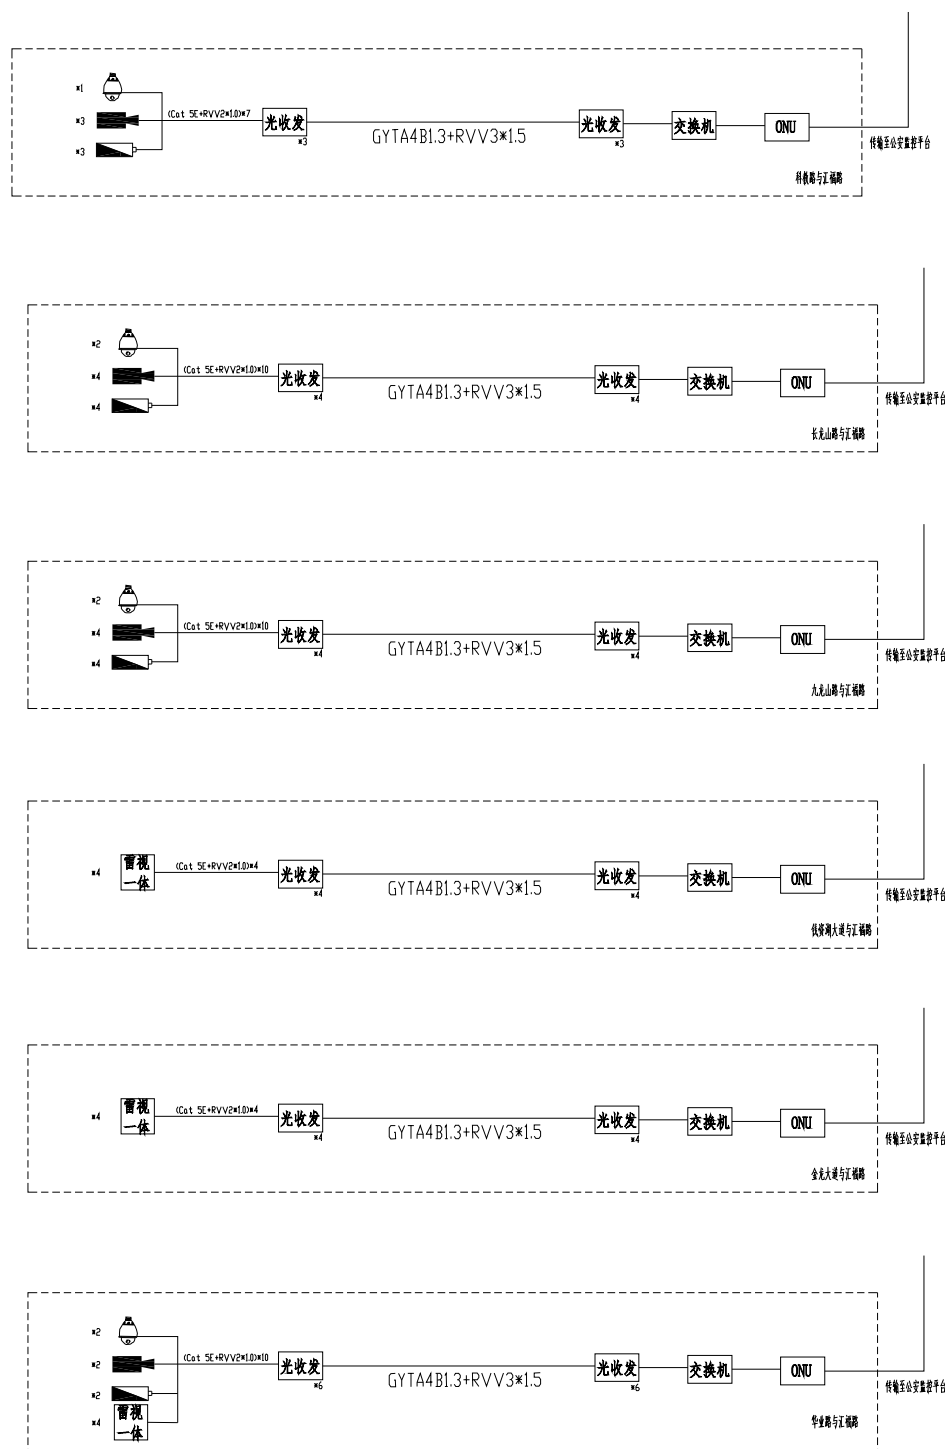 *1
*3
*3
(Cat 5E+RVV2*1.0)*7
光收发
*3
GYTA4B1.3+RVV3*1.5
光收发
*3
交换机
ONU
传输至公安监控平台
科教路与汇福路
*2
*4
*4
(Cat 5E+RVV2*1.0)*10
光收发
*4
GYTA4B1.3+RVV3*1.5
光收发
*4
交换机
ONU
传输至公安监控平台
长龙山路与汇福路
*2
*4
*4
(Cat 5E+RVV2*1.0)*10
光收发
*4
GYTA4B1.3+RVV3*1.5
光收发
*4
交换机
ONU
传输至公安监控平台
九龙山路与汇福路
*4
雷视
一体
(Cat 5E+RVV2*1.0)*4
光收发
*4
GYTA4B1.3+RVV3*1.5
光收发
*4
交换机
ONU
传输至公安监控平台
钱资湖大道与汇福路
*4
雷视
一体
(Cat 5E+RVV2*1.0)*4
光收发
*4
GYTA4B1.3+RVV3*1.5
光收发
*4
交换机
ONU
传输至公安监控平台
金龙大道与汇福路
*2
*2
*2
*4
雷视
一体
(Cat 5E+RVV2*1.0)*10
光收发
*6
GYTA4B1.3+RVV3*1.5
光收发
*6
交换机
ONU
传输至公安监控平台
华业路与汇福路